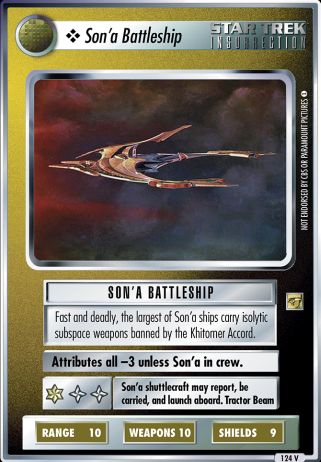 ❖ Son'a Battleship
STAR TREK
INSURRECTION
NOT ENDORSED BY CBS OR PARAMOUNT PICTURES
SON'A BATTLESHIP
Fast and deadly, the largest of Son'a ships carry isolytic
subspace weapons banned by the Khitomer Accord.
Attributes all -3 unless Son'a in crew.
Son'a shuttlecraft may report, be
carried, and launch aboard. Tractor Beam
RANGE 10 WEAPONS 10 SHIELDS 9
124 V